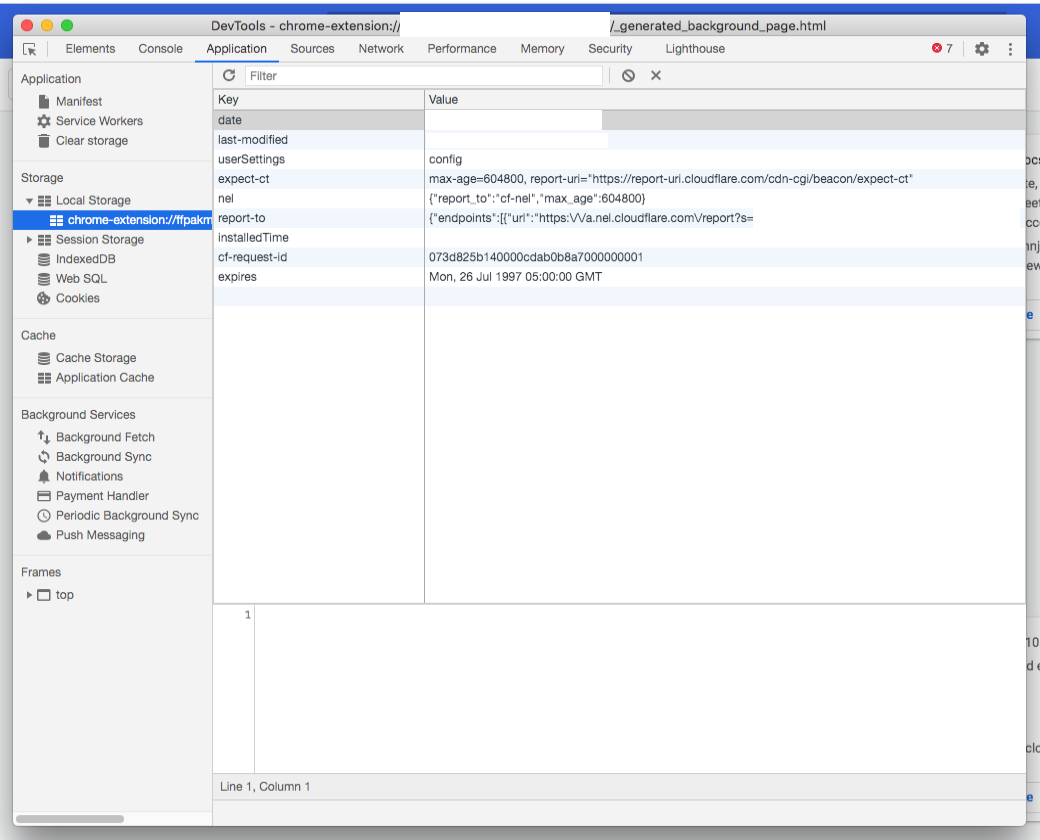 DevTools - chrome-extension:// /_generated_background_page.html
Elements Console Application Sources Network Performance Memory Security Lighthouse 7
Application
Manifest
Service Workers
Clear storage
Storage
Local Storage
chrome-extension://ffpakm
Session Storage
IndexedDB
Web SQL
Cookies
Cache
Cache Storage
Application Cache
Background Services
Background Fetch
Background Sync
Notifications
Payment Handler
Periodic Background Sync
Push Messaging
Frames
top
Filter
Key Value
date
last-modified
userSettings config
expect-ct max-age=604800, report-uri="https://report-uri.cloudflare.com/cdn-cgi/beacon/expect-ct"
nel {"report_to":"cf-nel","max_age":604800}
report-to {"endpoints":[{"url":"https:\/\/a.nel.cloudflare.com\/report?s=
installedTime
cf-request-id 073d825b140000cdab0b8a7000000001
expires Mon, 26 Jul 1997 05:00:00 GMT
1
Line 1, Column 1